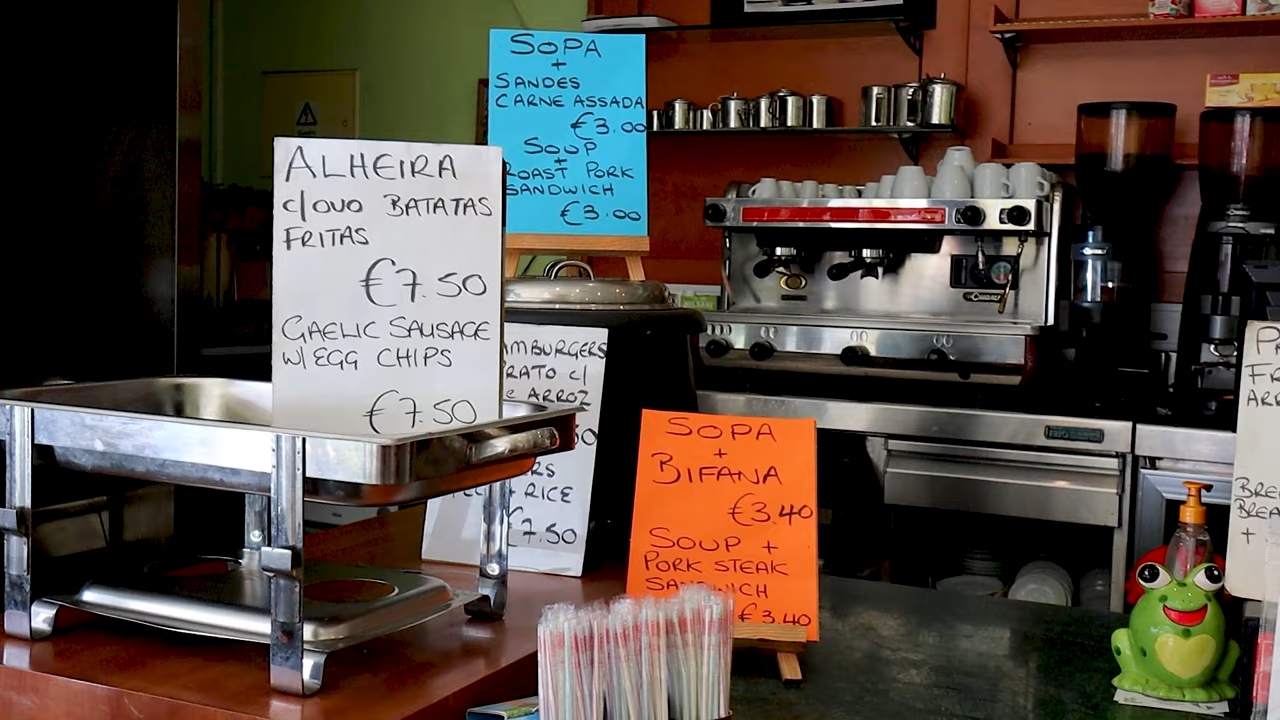 SOPA
+
SANDES
CARNE ASSADA
€3.00
SOUP
+
ROAST PORK
SANDWICH
€3.00
ALHEIRA
c/OVO BATATAS
FRITAS
€7.50
GAELIC SAUSAGE
W/EGG CHIPS
€7.50
AMBURGERS
RATO c/
ARROZ
RICE
€7.50
SOPA
+
BIFANA
€3.40
SOUP +
PORK STEAK
SANDWICH
€3.40
BRE
BREA
+